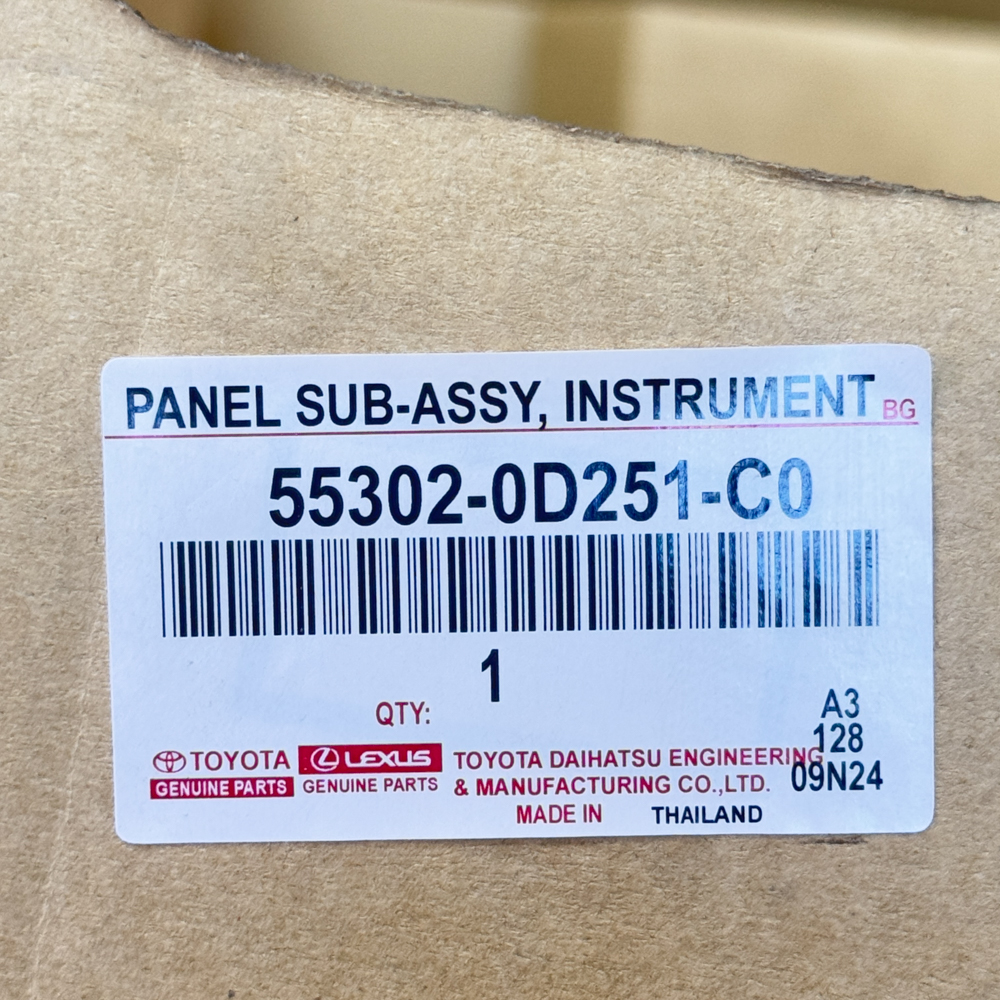 PANEL SUB-ASSY, INSTRUMENT BG
55302-0D251-C0
1
QTY:
A3
128
09N24
TOYOTA
GENUINE PARTS
LEXUS
GENUINE PARTS
TOYOTA DAIHATSU ENGINEERING
& MANUFACTURING CO.,LTD.
MADE IN THAILAND